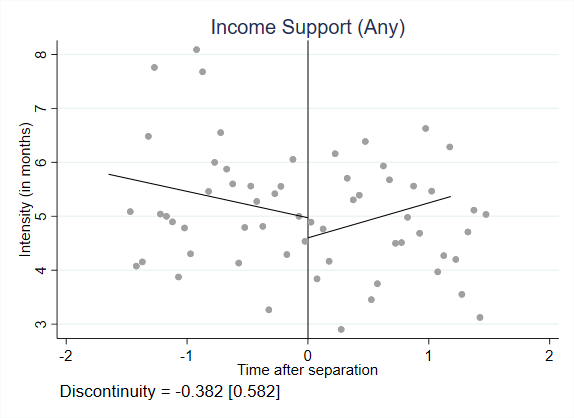 Income Support (Any)
Intensity (in months)
8
7
6
5
4
3
-2
-1
0
1
2
Time after separation
Discontinuity = -0.382 [0.582]